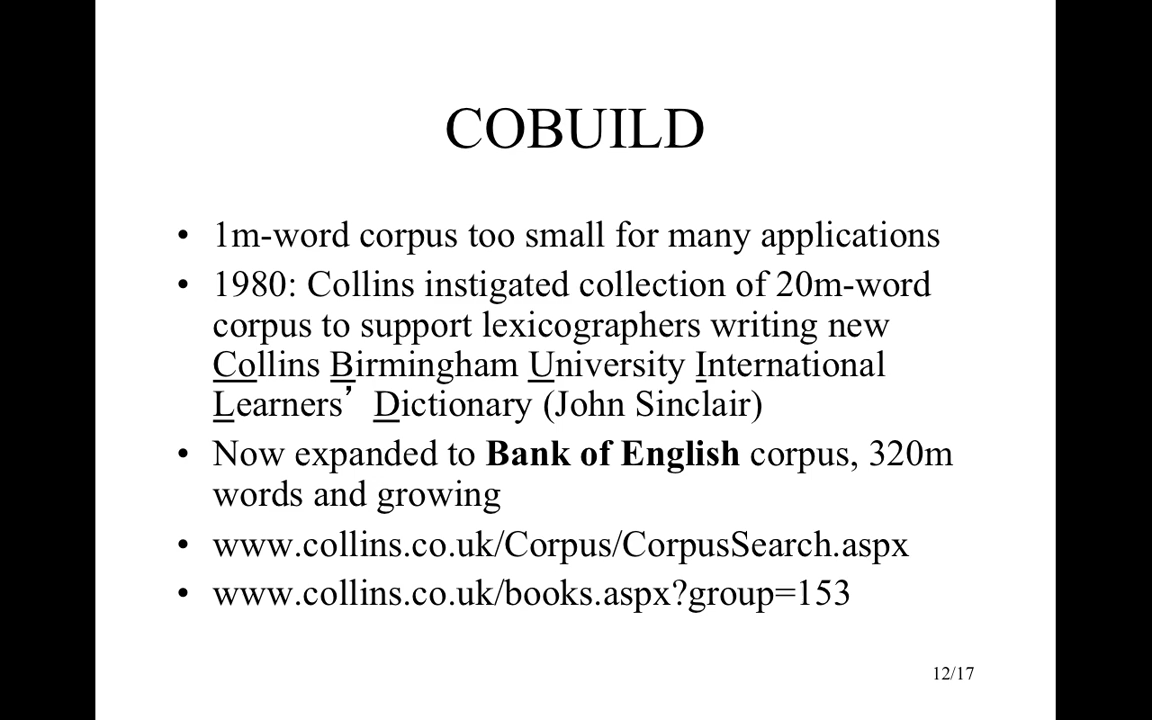 COBUILD
• 1m-word corpus too small for many applications
• 1980: Collins instigated collection of 20m-word
corpus to support lexicographers writing new
Collins Birmingham University International
Learners’ Dictionary (John Sinclair)
• Now expanded to Bank of English corpus, 320m
words and growing
• www.collins.co.uk/Corpus/CorpusSearch.aspx
• www.collins.co.uk/books.aspx?group=153
12/17